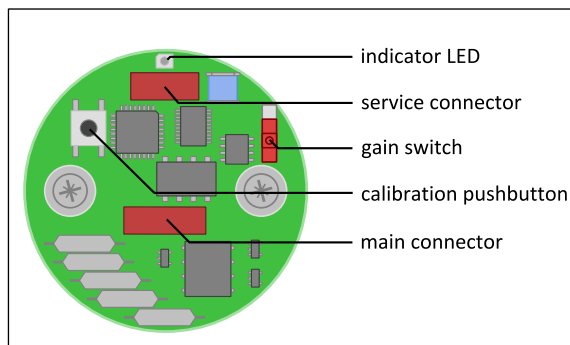 indicator LED
service connector
gain switch
calibration pushbutton
main connector